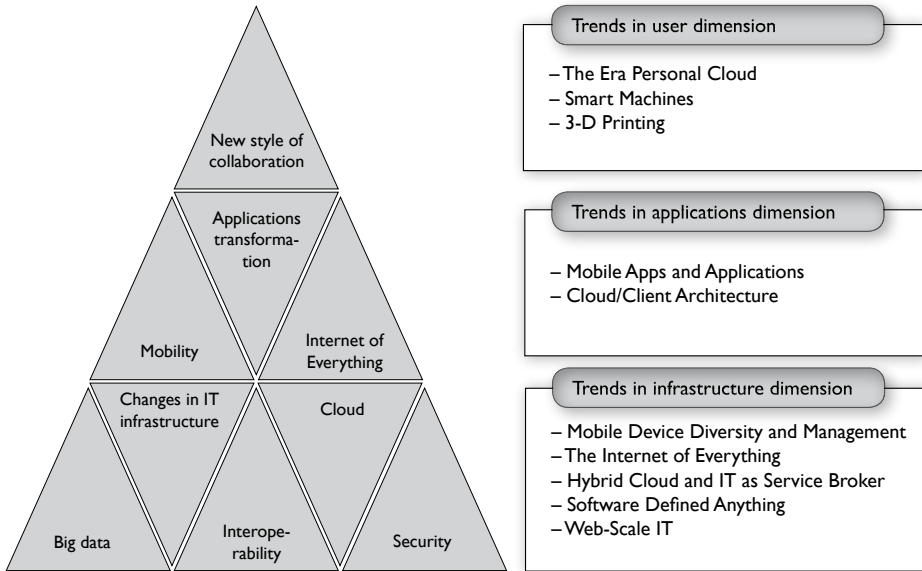 New style of
collaboration
Applications
transforma-
tion
Mobility
Internet of
Everything
Changes in IT
infrastructure
Cloud
Big data
Interope-
rability
Security
Trends in user dimension
– The Era Personal Cloud
– Smart Machines
– 3-D Printing
Trends in applications dimension
– Mobile Apps and Applications
– Cloud/Client Architecture
Trends in infrastructure dimension
– Mobile Device Diversity and Management
– The Internet of Everything
– Hybrid Cloud and IT as Service Broker
– Software Defined Anything
– Web-Scale IT